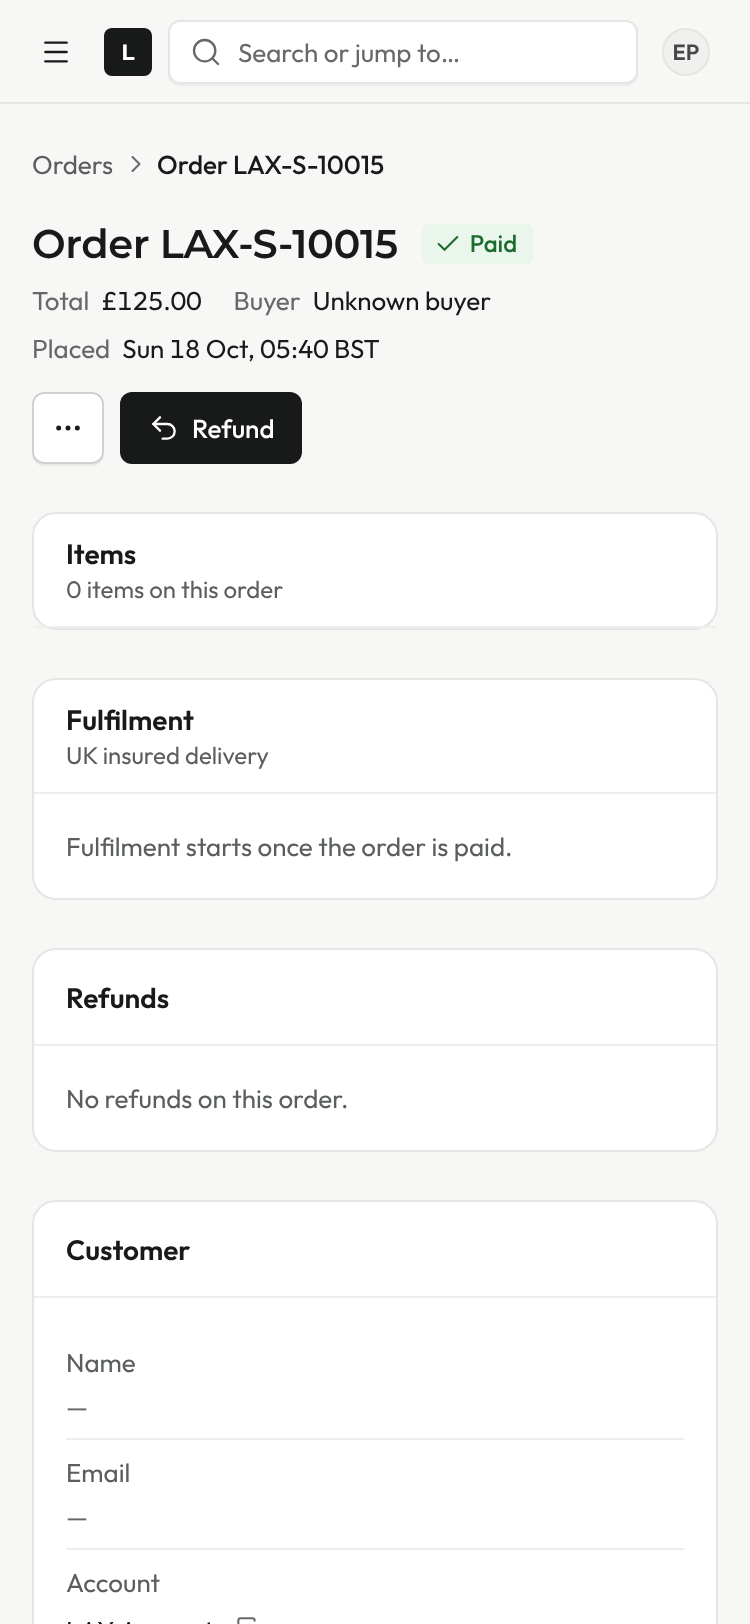 L
Search or jump to...
EP
Orders
Order LAX-S-10015
Order LAX-S-10015
Paid
Total £125.00 Buyer Unknown buyer
Placed Sun 18 Oct, 05:40 BST
Refund
Items
0 items on this order
Fulfilment
UK insured delivery
Fulfilment starts once the order is paid.
Refunds
No refunds on this order.
Customer
Name
—
Email
—
Account